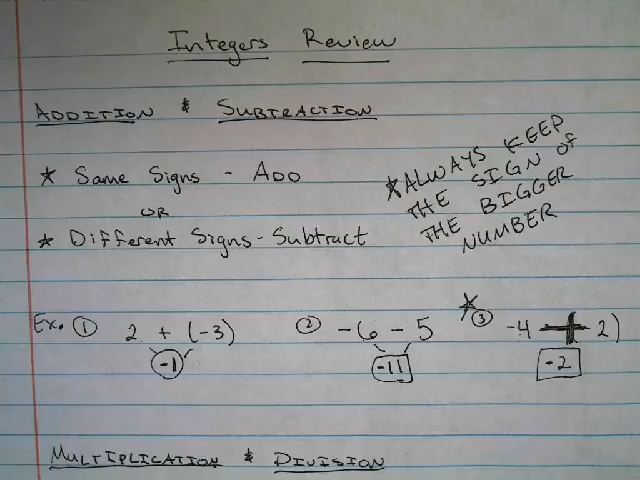 Integers Review
ADDITION & SUBTRACTION
* Same Signs - ADD
OR
* Different Signs - Subtract
*ALWAYS KEEP
THE SIGN OF
THE BIGGER
NUMBER
Ex. ① 2 + (-3)
-1
② -6 - 5
-11
* ③ -4 + 2)
-2
MULTIPLICATION & DIVISION